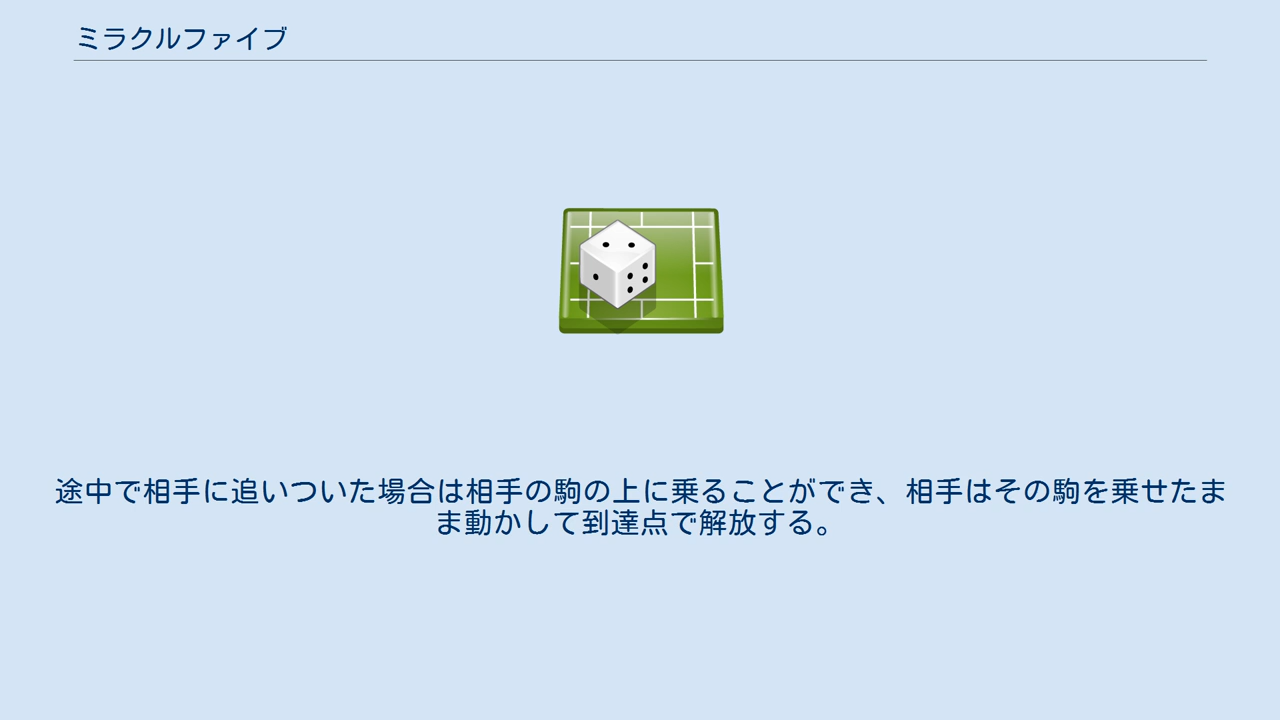 ミラクルファイブ
途中で相手に追いついた場合は相手の駒の上に乗ることができ、相手はその駒を乗せたま
ま動かして到達点で解放する。